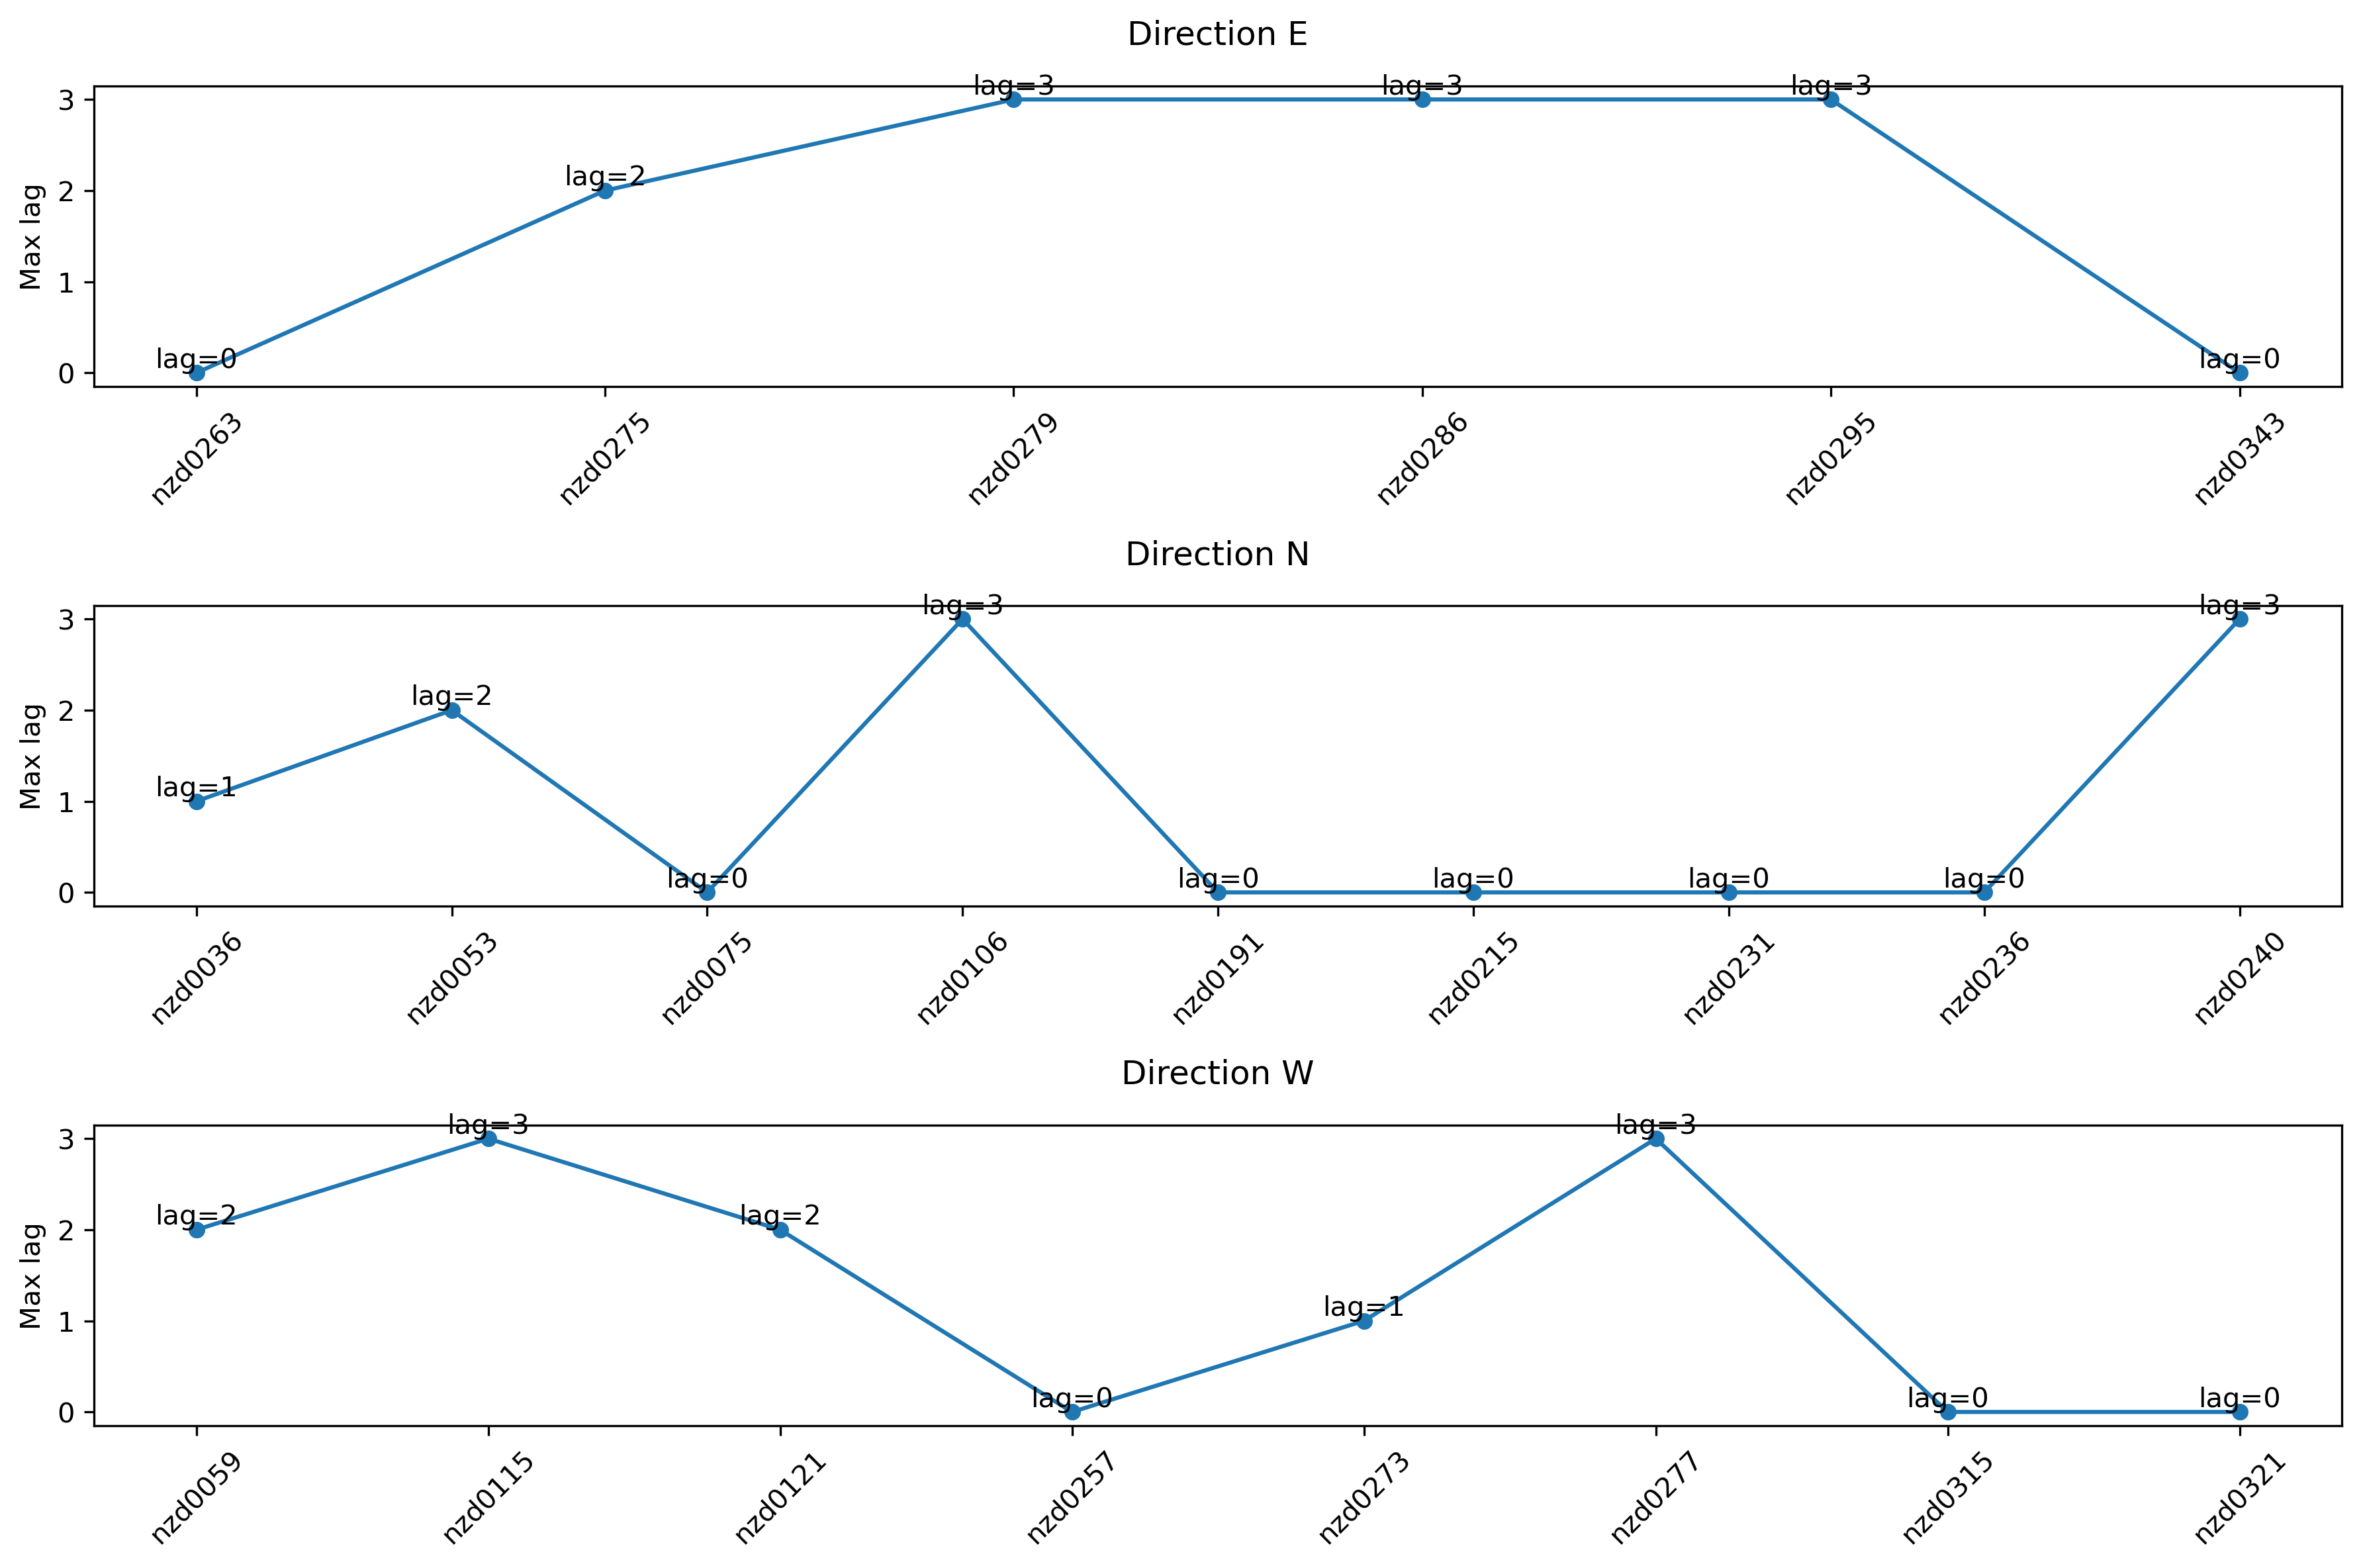 Direction E
lag=3 lag=3 lag=3
3
lag=2
2
Max lag
1
lag=0 lag=0
0
nzd0263 nzd0275 nzd0279 nzd0286 nzd0295 nzd0343
Direction N
lag=3 lag=3
3
lag=2
2
Max lag
lag=1
1
lag=0 lag=0 lag=0 lag=0 lag=0
0
nzd0036 nzd0053 nzd0075 nzd0106 nzd0191 nzd0215 nzd0231 nzd0236 nzd0240
Direction W
lag=3 lag=3
3
lag=2 lag=2
2
Max lag
lag=1
1
lag=0 lag=0 lag=0
0
nzd0059 nzd0115 nzd0121 nzd0257 nzd0273 nzd0277 nzd0315 nzd0321